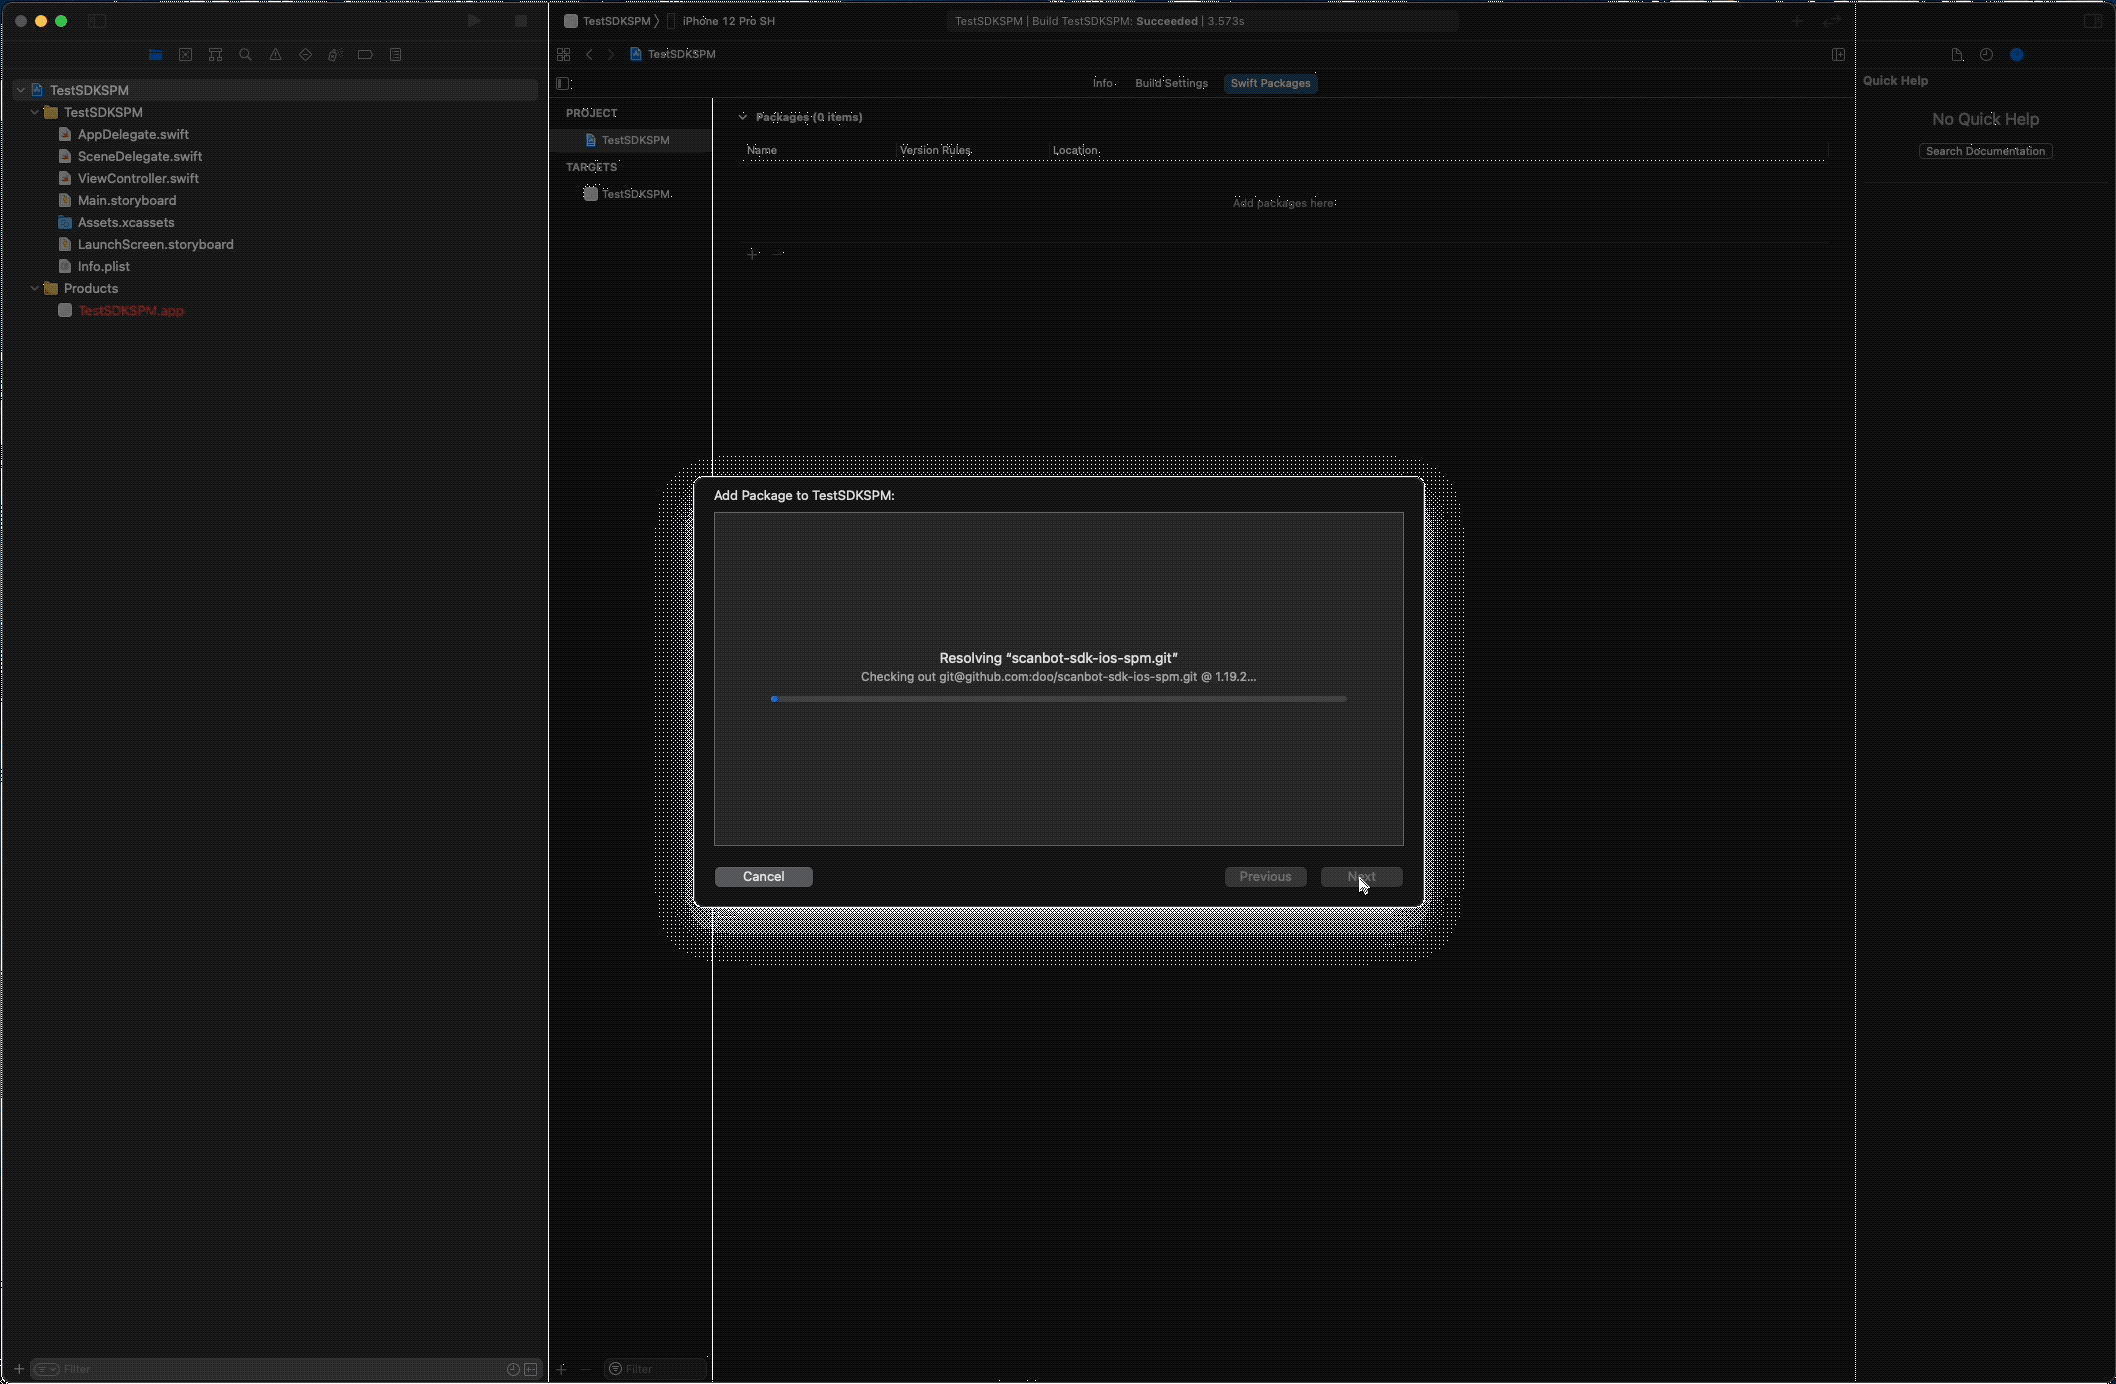 TestSDKSPM
iPhone 12 Pro SH
TestSDKSPM | Build TestSDKSPM: Succeeded | 3.573s
TestSDKSPM
Info
Build Settings
Swift Packages
Quick Help
No Quick Help
Search Documentation
TestSDKSPM
TestSDKSPM
AppDelegate.swift
SceneDelegate.swift
ViewController.swift
Main.storyboard
Assets.xcassets
LaunchScreen.storyboard
Info.plist
Products
TestSDKSPM.app
PROJECT
TestSDKSPM
TARGETS
TestSDKSPM
Packages (0 items)
Name
Version Rules
Location
Add packages here
Add Package to TestSDKSPM:
Resolving “scanbot-sdk-ios-spm.git”
Checking out git@github.com:doo/scanbot-sdk-ios-spm.git @ 1.19.2...
Cancel
Previous
Next
Filter
Filter